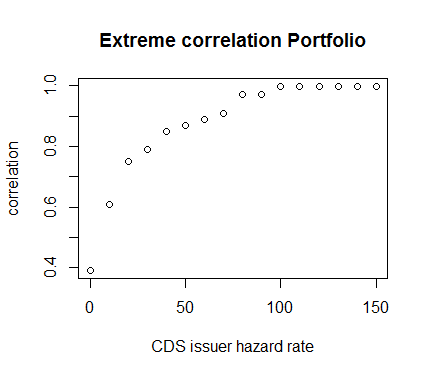 Extreme correlation Portfolio
correlation
1.0
0.8
0.6
0.4
0 50 100 150
CDS issuer hazard rate